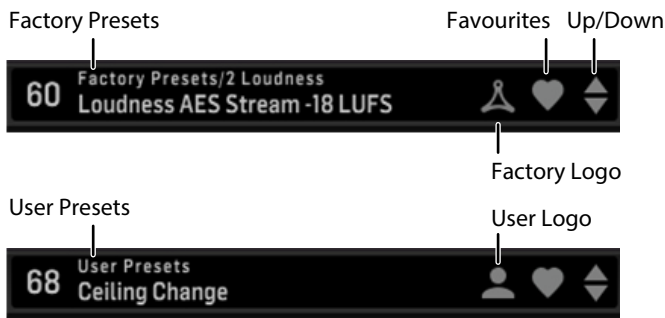 Factory Presets
Favourites
Up/Down
60
Factory Presets/2 Loudness
Loudness AES Stream -18 LUFS
Factory Logo
User Presets
User Logo
68
User Presets
Ceiling Change